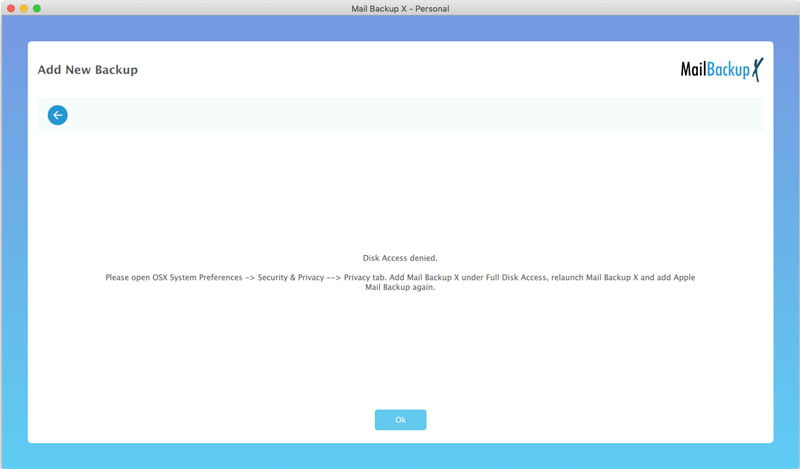 Mail Backup X - Personal
Add New Backup
MailBackup X
Disk Access denied.
Please open OSX System Preferences -> Security & Privacy --> Privacy tab. Add Mail Backup X under Full Disk Access, relaunch Mail Backup X and add Apple
Mail Backup again.
Ok